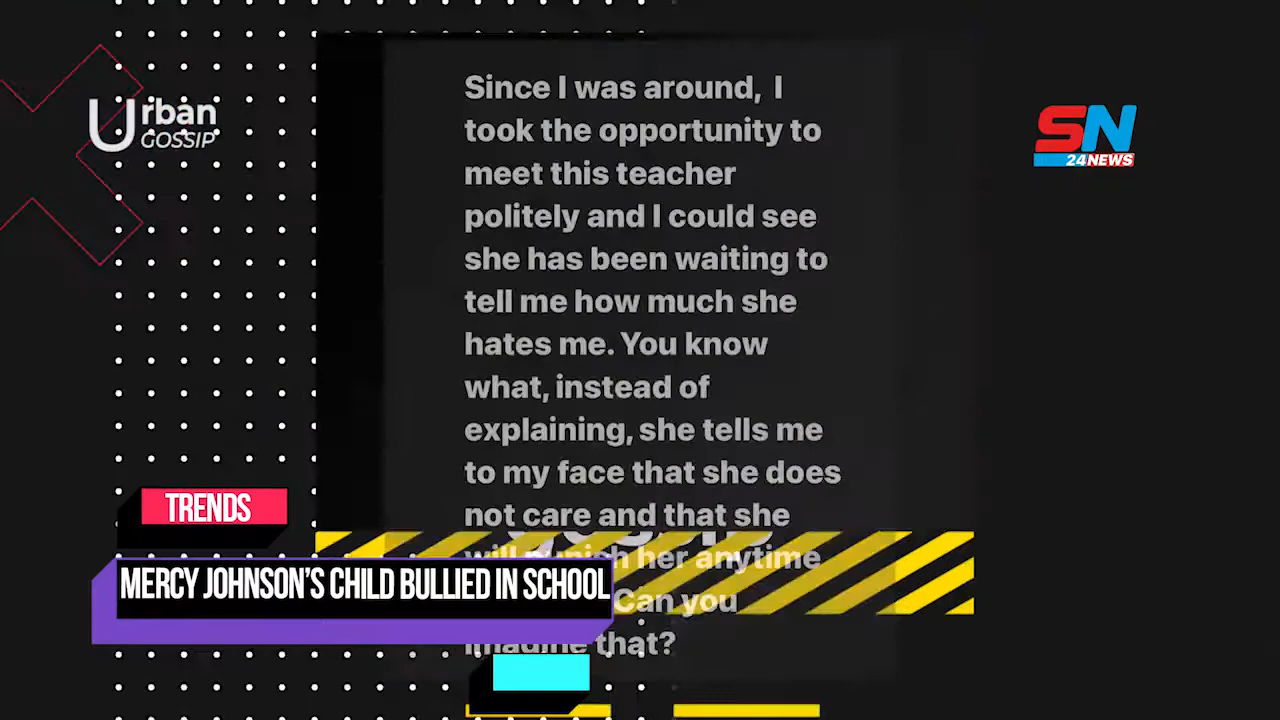 Urban
GOSSIP
SN
24NEWS
Since I was around, I
took the opportunity to
meet this teacher
politely and I could see
she has been waiting to
tell me how much she
hates me. You know
what, instead of
explaining, she tells me
to my face that she does
not care and that she
will punish her anytime
Can you
imagine that?
TRENDS
MERCY JOHNSON'S CHILD BULLIED IN SCHOOL